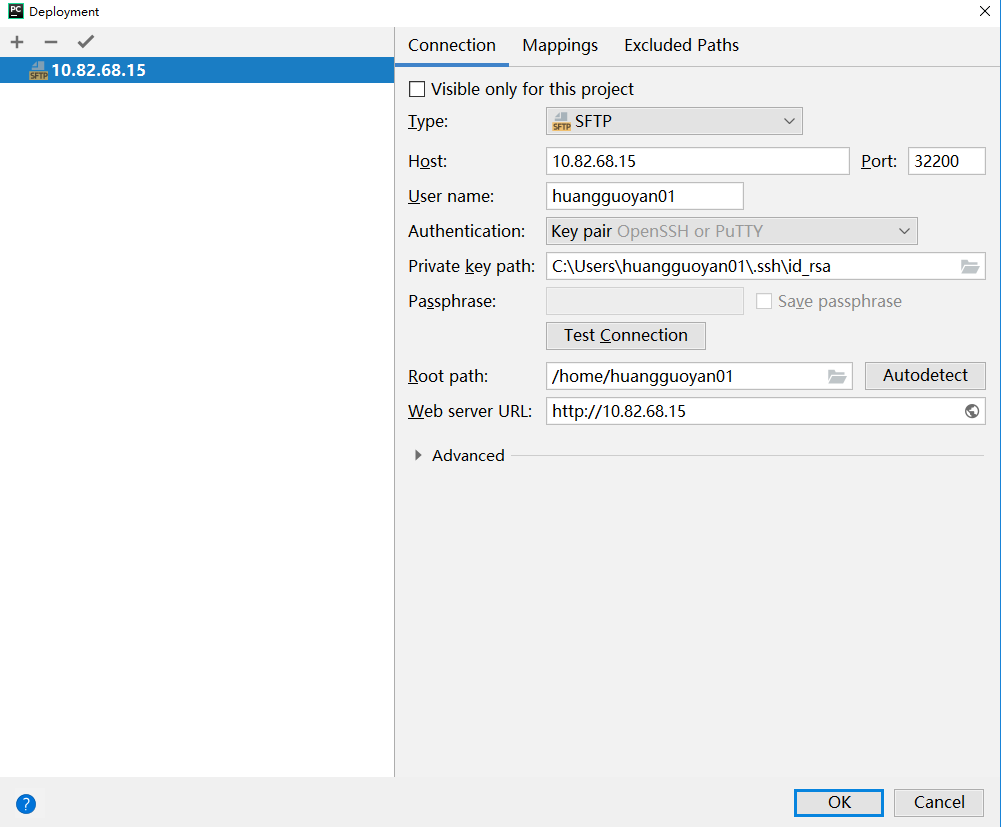 PC Deployment
SFTP 10.82.68.15
Connection Mappings Excluded Paths
Visible only for this project
Type: SFTP SFTP
Host: 10.82.68.15 Port: 32200
User name: huangguoyan01
Authentication: Key pair OpenSSH or PuTTY
Private key path: C:\Users\huangguoyan01\.ssh\id_rsa
Passphrase: Save passphrase
Test Connection
Root path: /home/huangguoyan01 Autodetect
Web server URL: http://10.82.68.15
Advanced
? OK Cancel